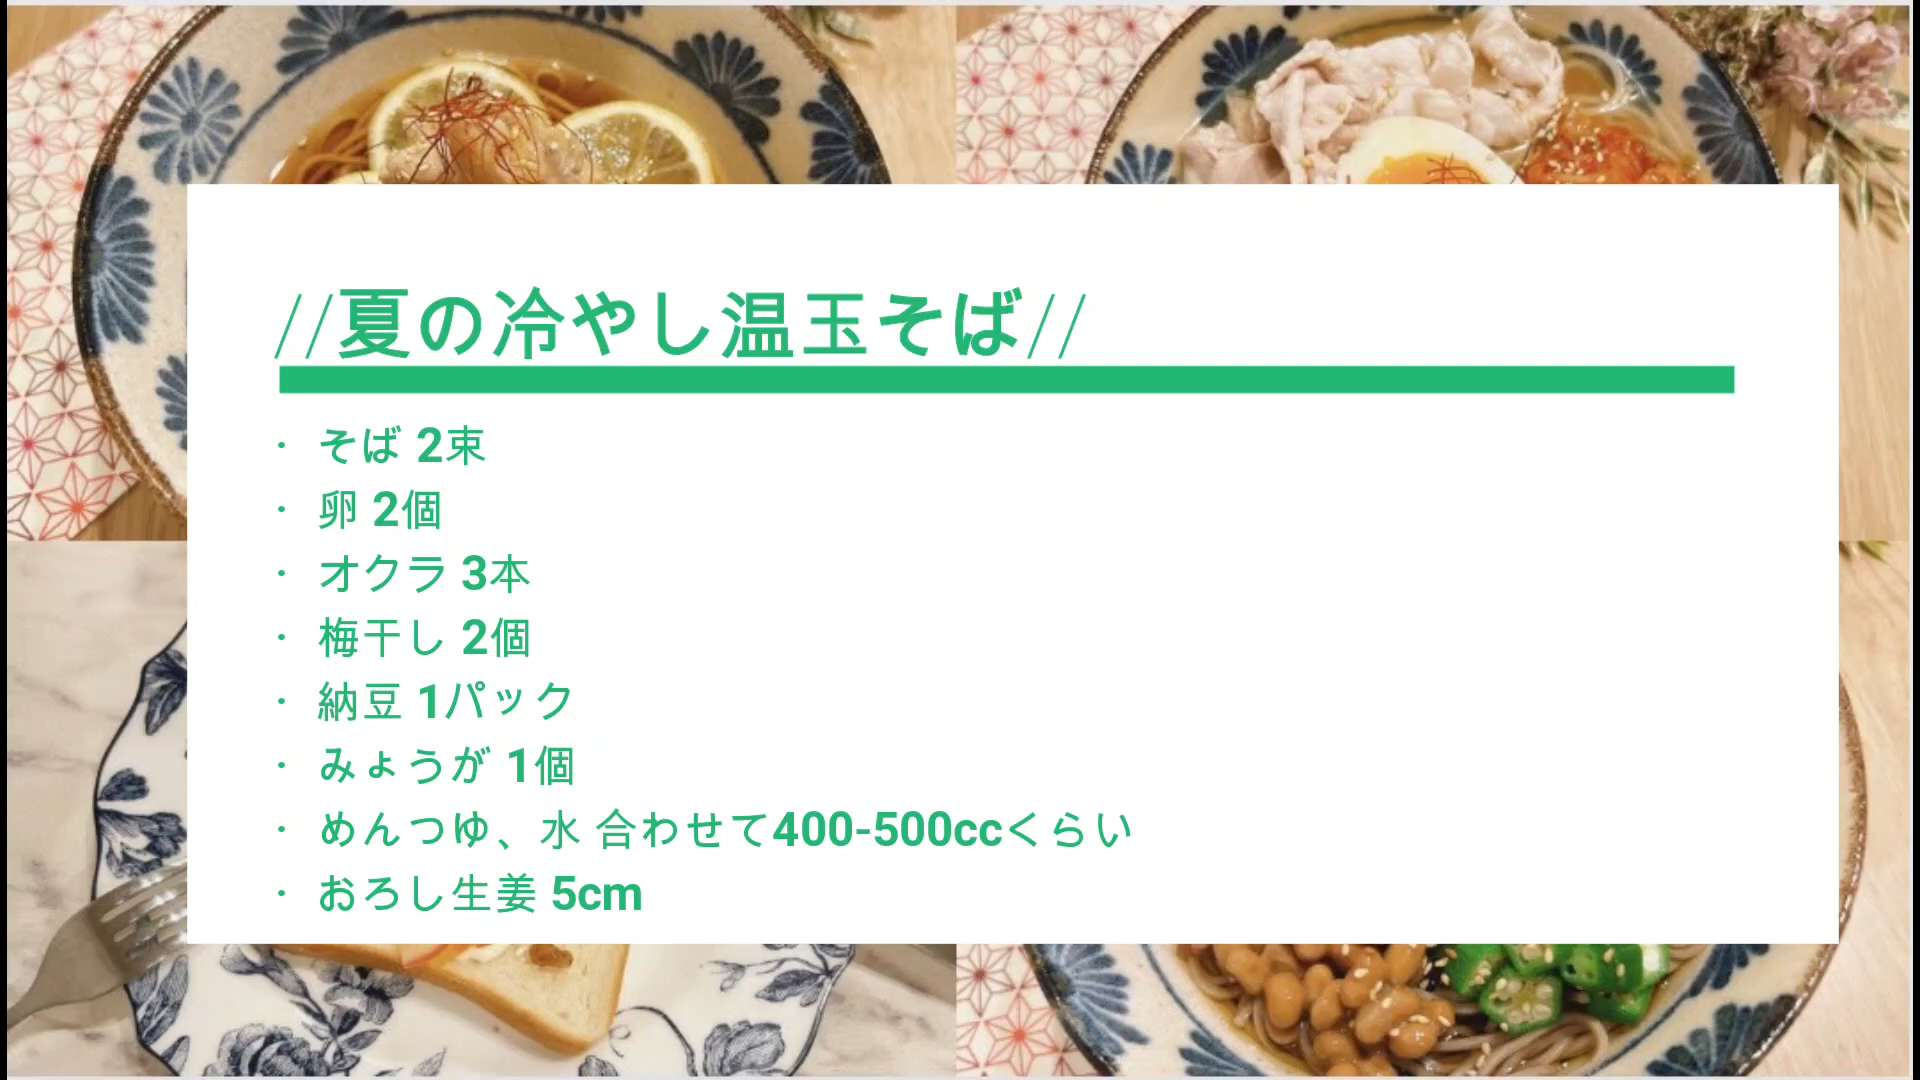 //夏の冷やし温玉そば//
· そば 2束
· 卵 2個
· オクラ 3本
· 梅干し 2個
· 納豆 1パック
· みょうが 1個
· めんつゆ、水 合わせて400-500ccくらい
· おろし生姜 5cm